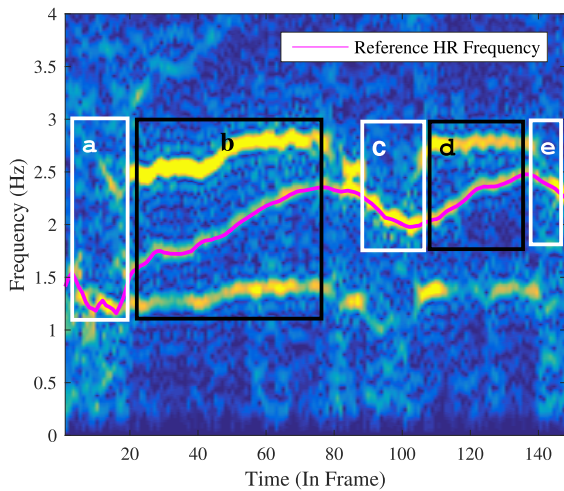 4
Reference HR Frequency
3.5
3
a
b
c
d
e
2.5
2
1.5
1
0.5
0
Frequency (Hz)
20 40 60 80 100 120 140
Time (In Frame)